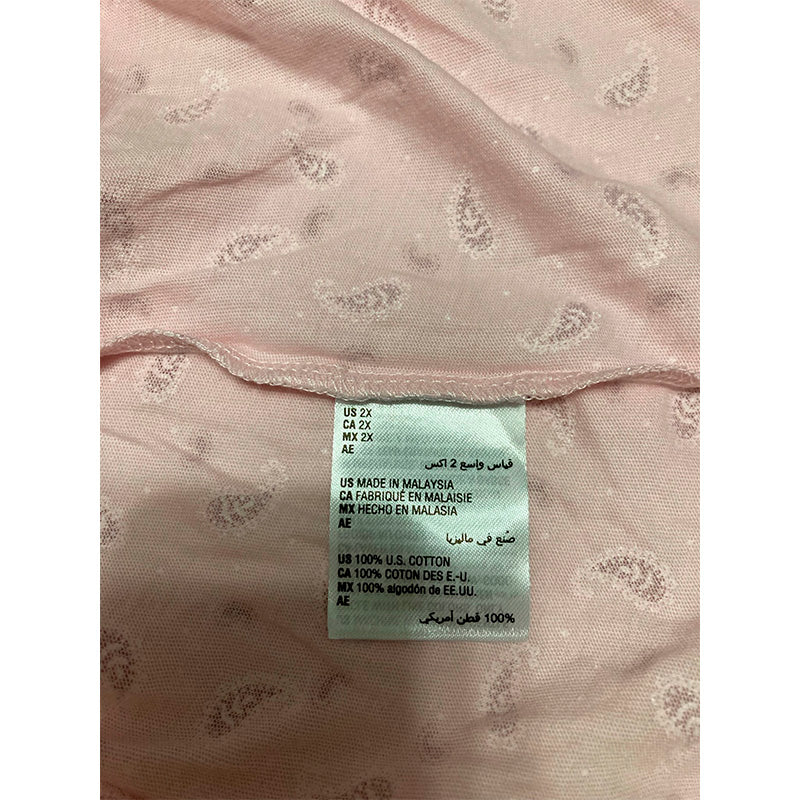 US 2X
CA 2X
MX 2X
AE
قياس واسع 2 اكس
US MADE IN MALAYSIA
CA FABRIQUÉ EN MALAISIE
MX HECHO EN MALASIA
AE
صُنع في ماليزيا
US 100% U.S. COTTON
CA 100% COTON DES E.-U.
MX 100% algodón de EE.UU.
AE
100% قطن أمريكي